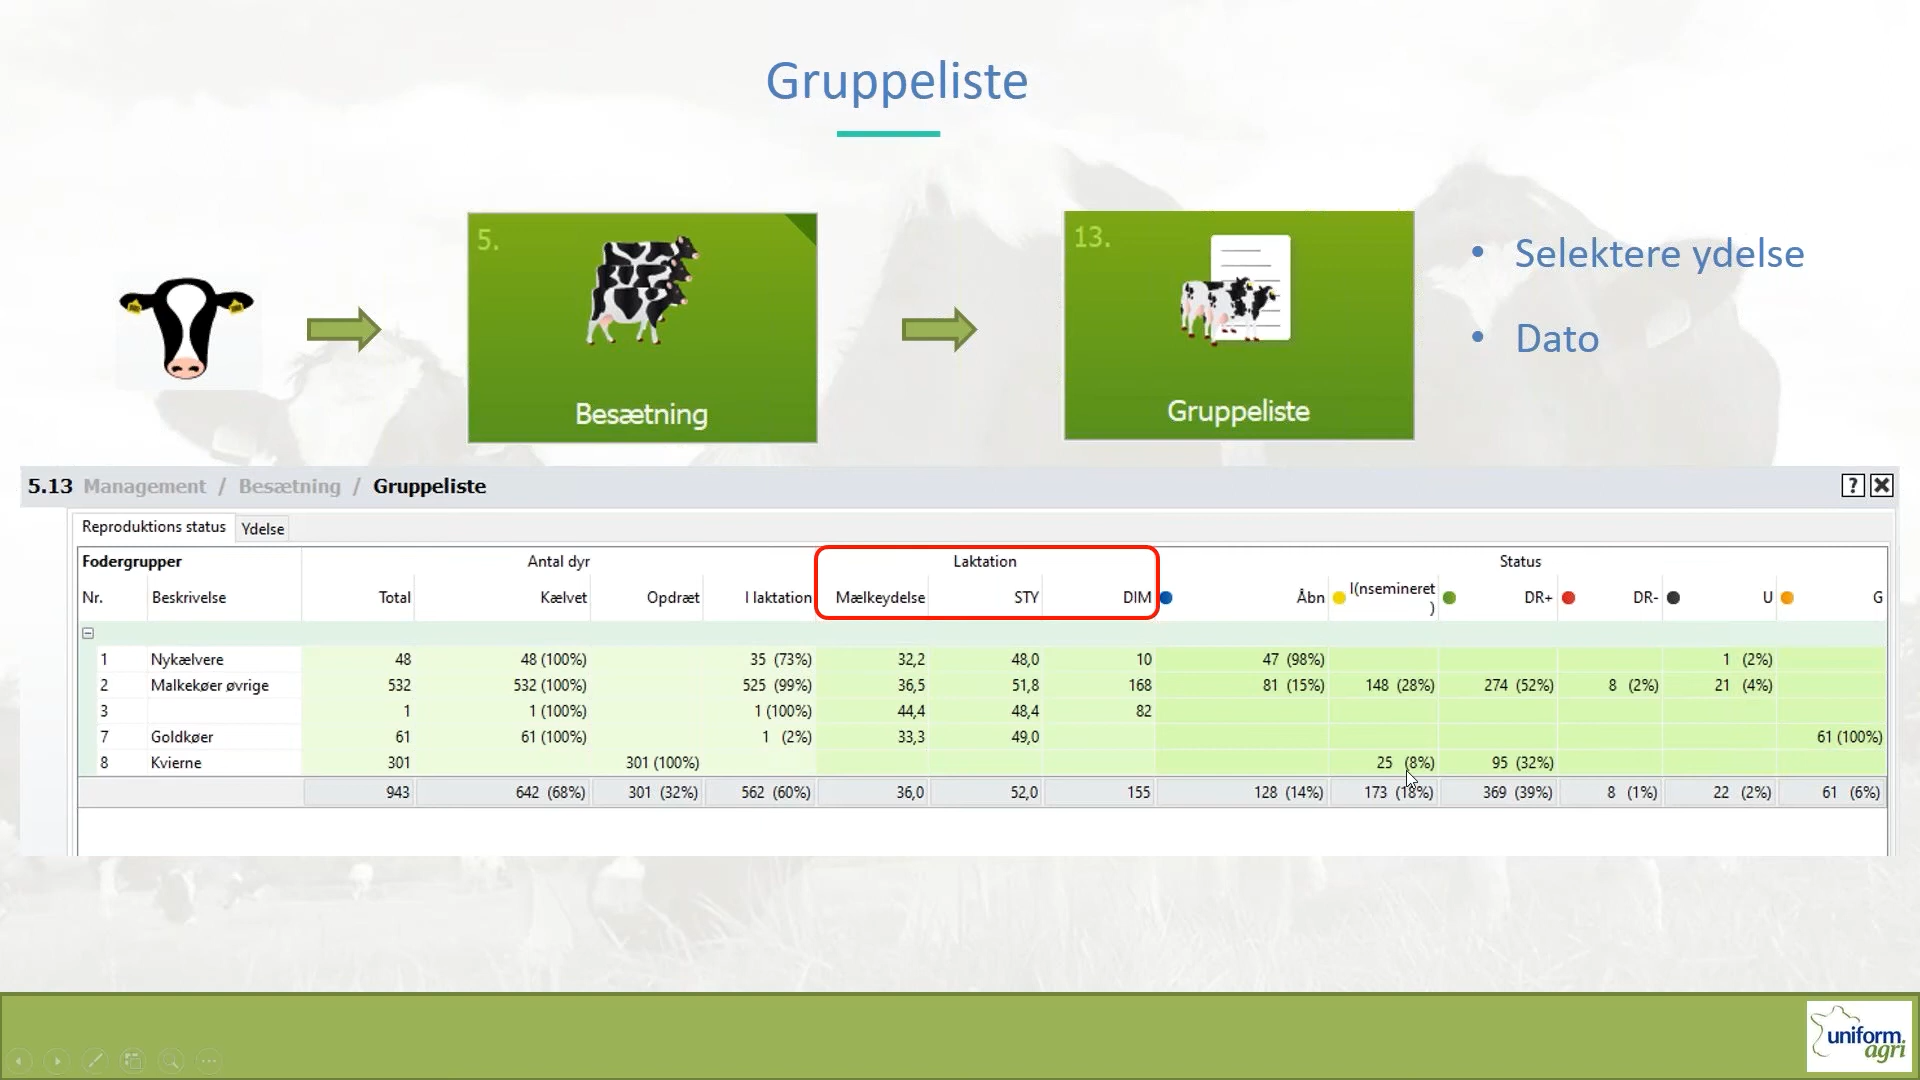 Gruppeliste
5.
Besætning
13.
Gruppeliste
• Selektere ydelse
• Dato
5.13 Management / Besætning / Gruppeliste
Reproduktions status Ydelse
Fodergrupper Antal dyr Laktation Status
Nr. Beskrivelse Total Kælvet Opdræt I laktation Mælkeydelse STY DIM Åbn I(nsemineret) DR+ DR- U G
1 Nykælvere 48 48 (100%) 35 (73%) 32,2 48,0 10 47 (98%) 1 (2%)
2 Malkekøer øvrige 532 532 (100%) 525 (99%) 36,5 51,8 168 81 (15%) 148 (28%) 274 (52%) 8 (2%) 21 (4%)
3 1 1 (100%) 1 (100%) 44,4 48,4 82
7 Goldkøer 61 61 (100%) 1 (2%) 33,3 49,0 61 (100%)
8 Kvierne 301 301 (100%) 25 (8%) 95 (32%)
943 642 (68%) 301 (32%) 562 (60%) 36,0 52,0 155 128 (14%) 173 (18%) 369 (39%) 8 (1%) 22 (2%) 61 (6%)
uniform.
agri